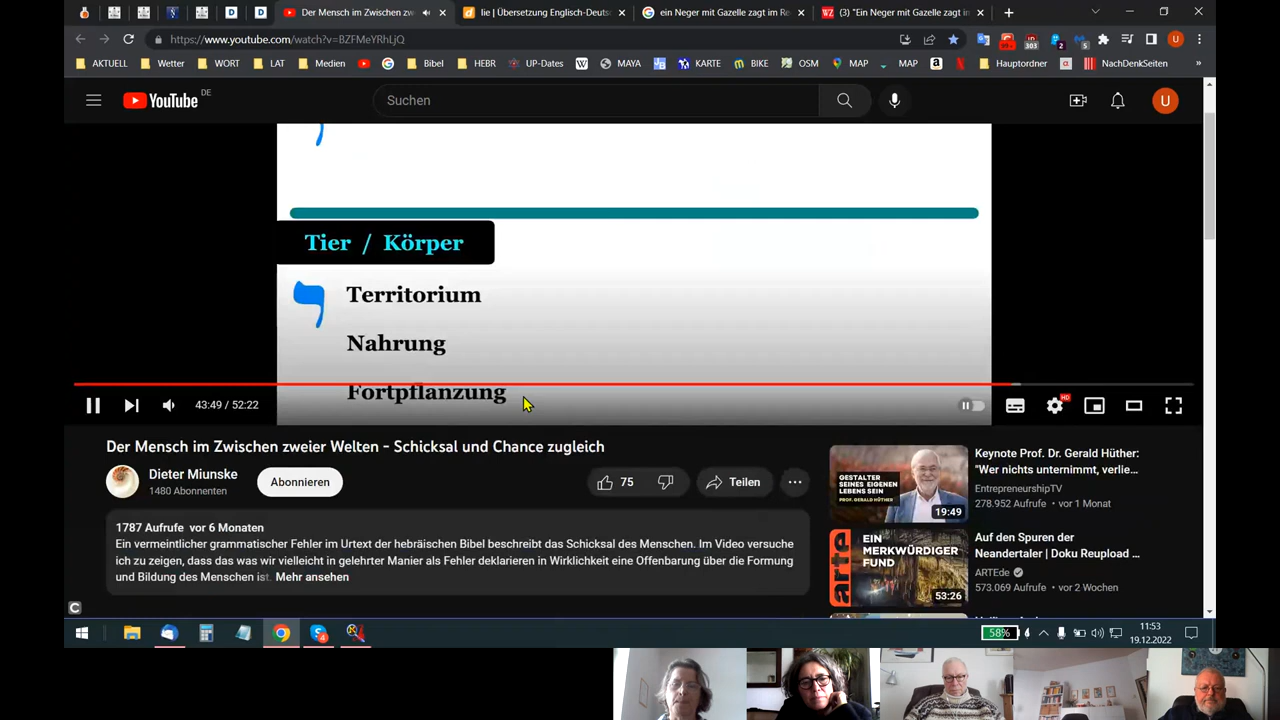 Der Mensch im Zwischen zw
lie | Übersetzung Englisch-Deuts
ein Neger mit Gazelle zagt im Re
(3) "Ein Neger mit Gazelle zagt im
https://www.youtube.com/watch?v=BZFMeYRhLjQ
303
2
5
U
AKTUELL
Wetter
WORT
LAT
Medien
Bibel
HEBR
UP-Dates
MAYA
KARTE
BIKE
OSM
MAP
MAP
Hauptordner
NachDenkSeiten
YouTube DE
Suchen
U
Tier / Körper
י
Territorium
Nahrung
Fortpflanzung
43:49 / 52:22
HD
Der Mensch im Zwischen zweier Welten - Schicksal und Chance zugleich
Dieter Miunske
1480 Abonnenten
Abonnieren
75
Teilen
1787 Aufrufe vor 6 Monaten
Ein vermeintlicher grammatischer Fehler im Urtext der hebräischen Bibel beschreibt das Schicksal des Menschen. Im Video versuche
ich zu zeigen, dass das was wir vielleicht in gelehrter Manier als Fehler deklarieren in Wirklichkeit eine Offenbarung über die Formung
und Bildung des Menschen ist. Mehr ansehen
GESTALTER
SEINES EIGENEN
LEBENS SEIN
PROF. GERALD HÜTHER
19:49
Keynote Prof. Dr. Gerald Hüther:
"Wer nichts unternimmt, verlie...
EntrepreneurshipTV
278.952 Aufrufe • vor 1 Monat
EIN
MERKWÜRDIGER
FUND
arte
53:26
Auf den Spuren der
Neandertaler | Doku Reupload ...
ARTEde
573.069 Aufrufe • vor 2 Wochen
58%
11:53
19.12.2022